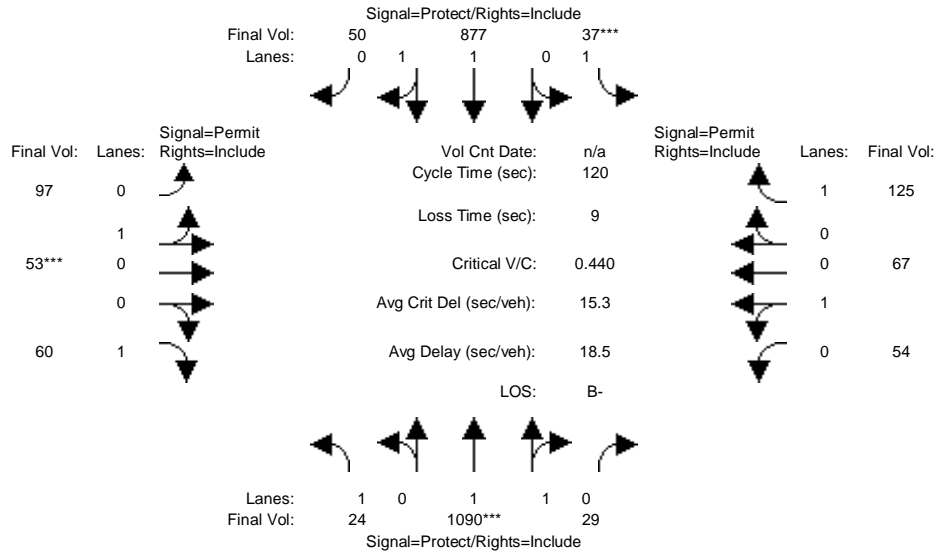 Signal=Protect/Rights=Include
Final Vol: 50 877 37***
Lanes: 0 1 1 0 1
Signal=Permit
Final Vol: Lanes: Rights=Include
Vol Cnt Date: n/a
Signal=Permit
Rights=Include Lanes: Final Vol:
Cycle Time (sec): 120
97 0
1 125
Loss Time (sec): 9
1
0
53*** 0
Critical V/C: 0.440
0 67
0
Avg Crit Del (sec/veh): 15.3
1
60 1
Avg Delay (sec/veh): 18.5
0 54
LOS: B-
Lanes: 1 0 1 1 0
Final Vol: 24 1090*** 29
Signal=Protect/Rights=Include